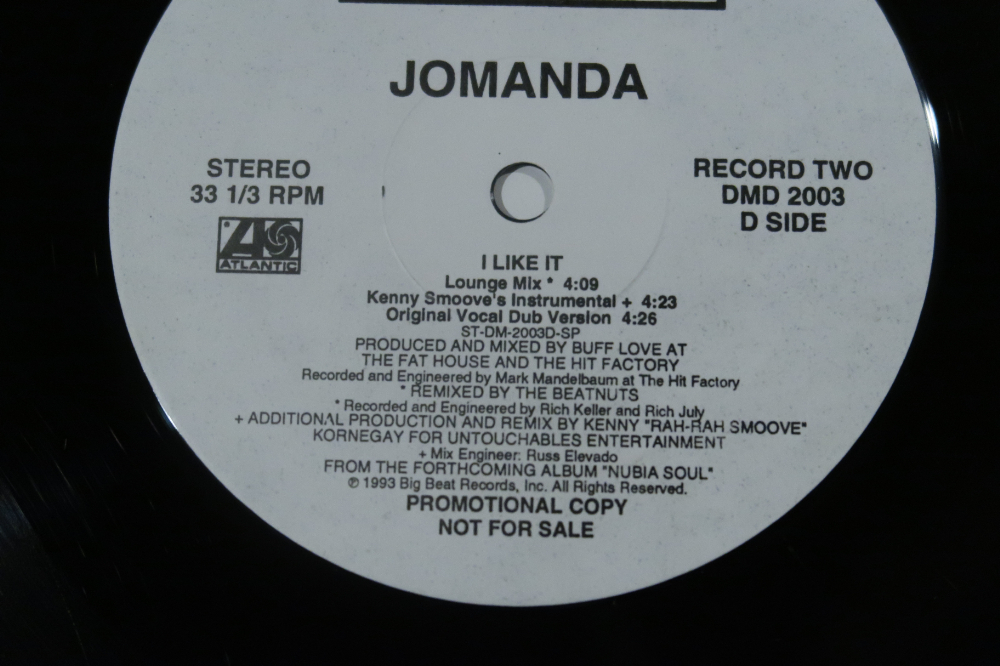 JOMANDA
STEREO
33 1/3 RPM
ATLANTIC
RECORD TWO
DMD 2003
D SIDE
I LIKE IT
Lounge Mix * 4:09
Kenny Smoove's Instrumental + 4:23
Original Vocal Dub Version 4:26
ST-DM-2003D-SP
PRODUCED AND MIXED BY BUFF LOVE AT
THE FAT HOUSE AND THE HIT FACTORY
Recorded and Engineered by Mark Mandelbaum at The Hit Factory
* REMIXED BY THE BEATNUTS
* Recorded and Engineered by Rich Keller and Rich July
+ ADDITIONAL PRODUCTION AND REMIX BY KENNY "RAH-RAH SMOOVE"
KORNEGAY FOR UNTOUCHABLES ENTERTAINMENT
+ Mix Engineer: Russ Elevado
FROM THE FORTHCOMING ALBUM "NUBIA SOUL"
℗ 1993 Big Beat Records, Inc. All Rights Reserved.
PROMOTIONAL COPY
NOT FOR SALE